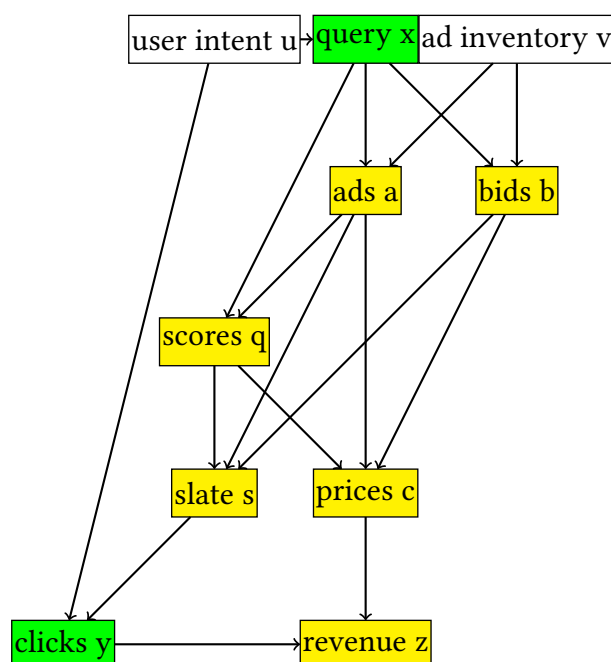 user intent u
query x
ad inventory v
ads a
bids b
scores q
slate s
prices c
clicks y
revenue z